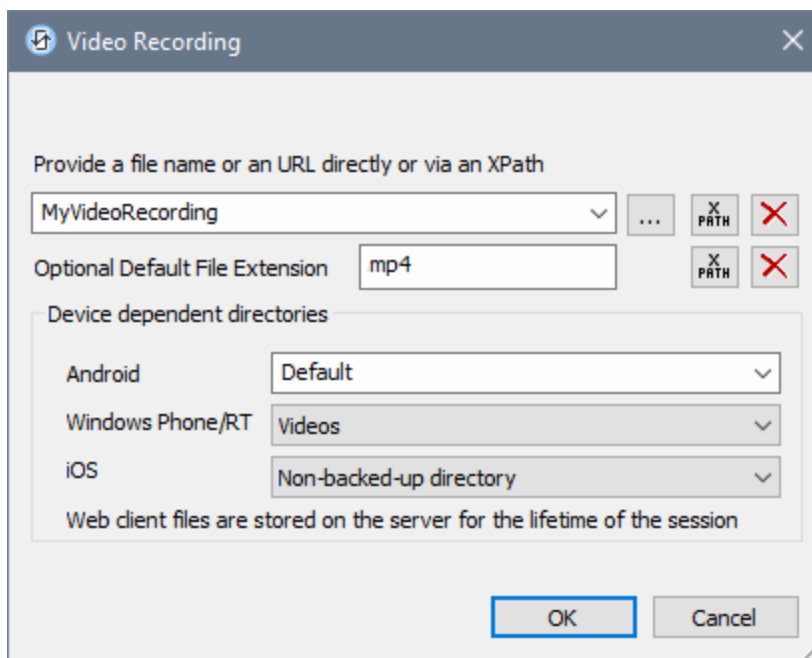 Video Recording
Provide a file name or an URL directly or via an XPath
MyVideoRecording ... X PATH
Optional Default File Extension mp4 X PATH
Device dependent directories
Android Default
Windows Phone/RT Videos
iOS Non-backed-up directory
Web client files are stored on the server for the lifetime of the session
OK Cancel